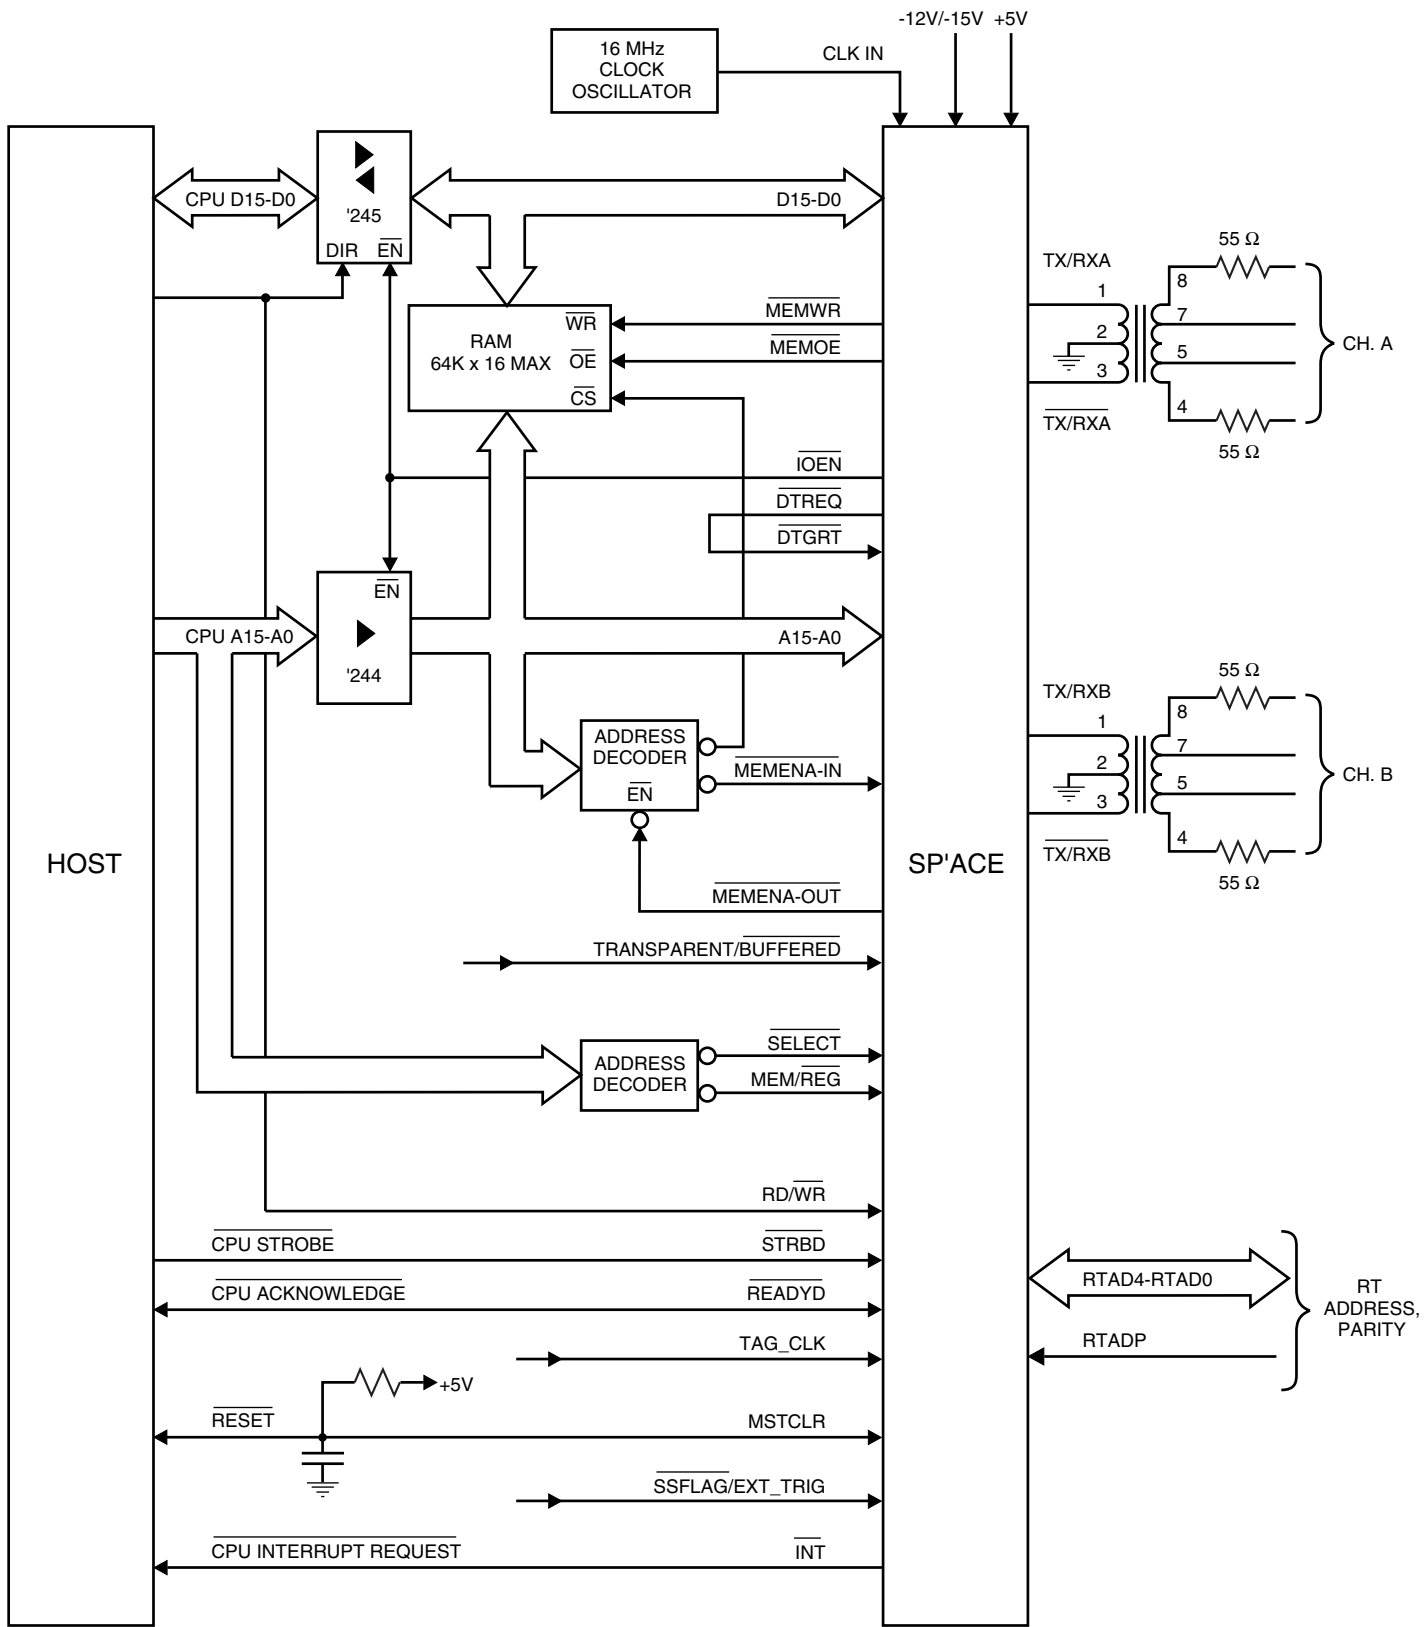 -12V/-15V +5V
16 MHz
CLOCK
OSCILLATOR
CLK IN
CPU D15-D0
'245
DIR EN
D15-D0
RAM
64K x 16 MAX
WR
OE
CS
MEMWR
MEMOE
IOEN
DTREQ
DTGRT
EN
'244
CPU A15-A0
A15-A0
ADDRESS
DECODER
EN
MEMENA-IN
MEMENA-OUT
HOST
SP'ACE
TRANSPARENT/BUFFERED
ADDRESS
DECODER
SELECT
MEM/REG
RD/WR
CPU STROBE
STRBD
CPU ACKNOWLEDGE
READYD
TAG_CLK
+5V
RESET
MSTCLR
SSFLAG/EXT_TRIG
CPU INTERRUPT REQUEST
INT
TX/RXA
1
2
3
TX/RXA
55 Ω
8
7
5
4
55 Ω
CH. A
TX/RXB
1
2
3
TX/RXB
55 Ω
8
7
5
4
55 Ω
CH. B
RTAD4-RTAD0
RTADP
RT
ADDRESS,
PARITY